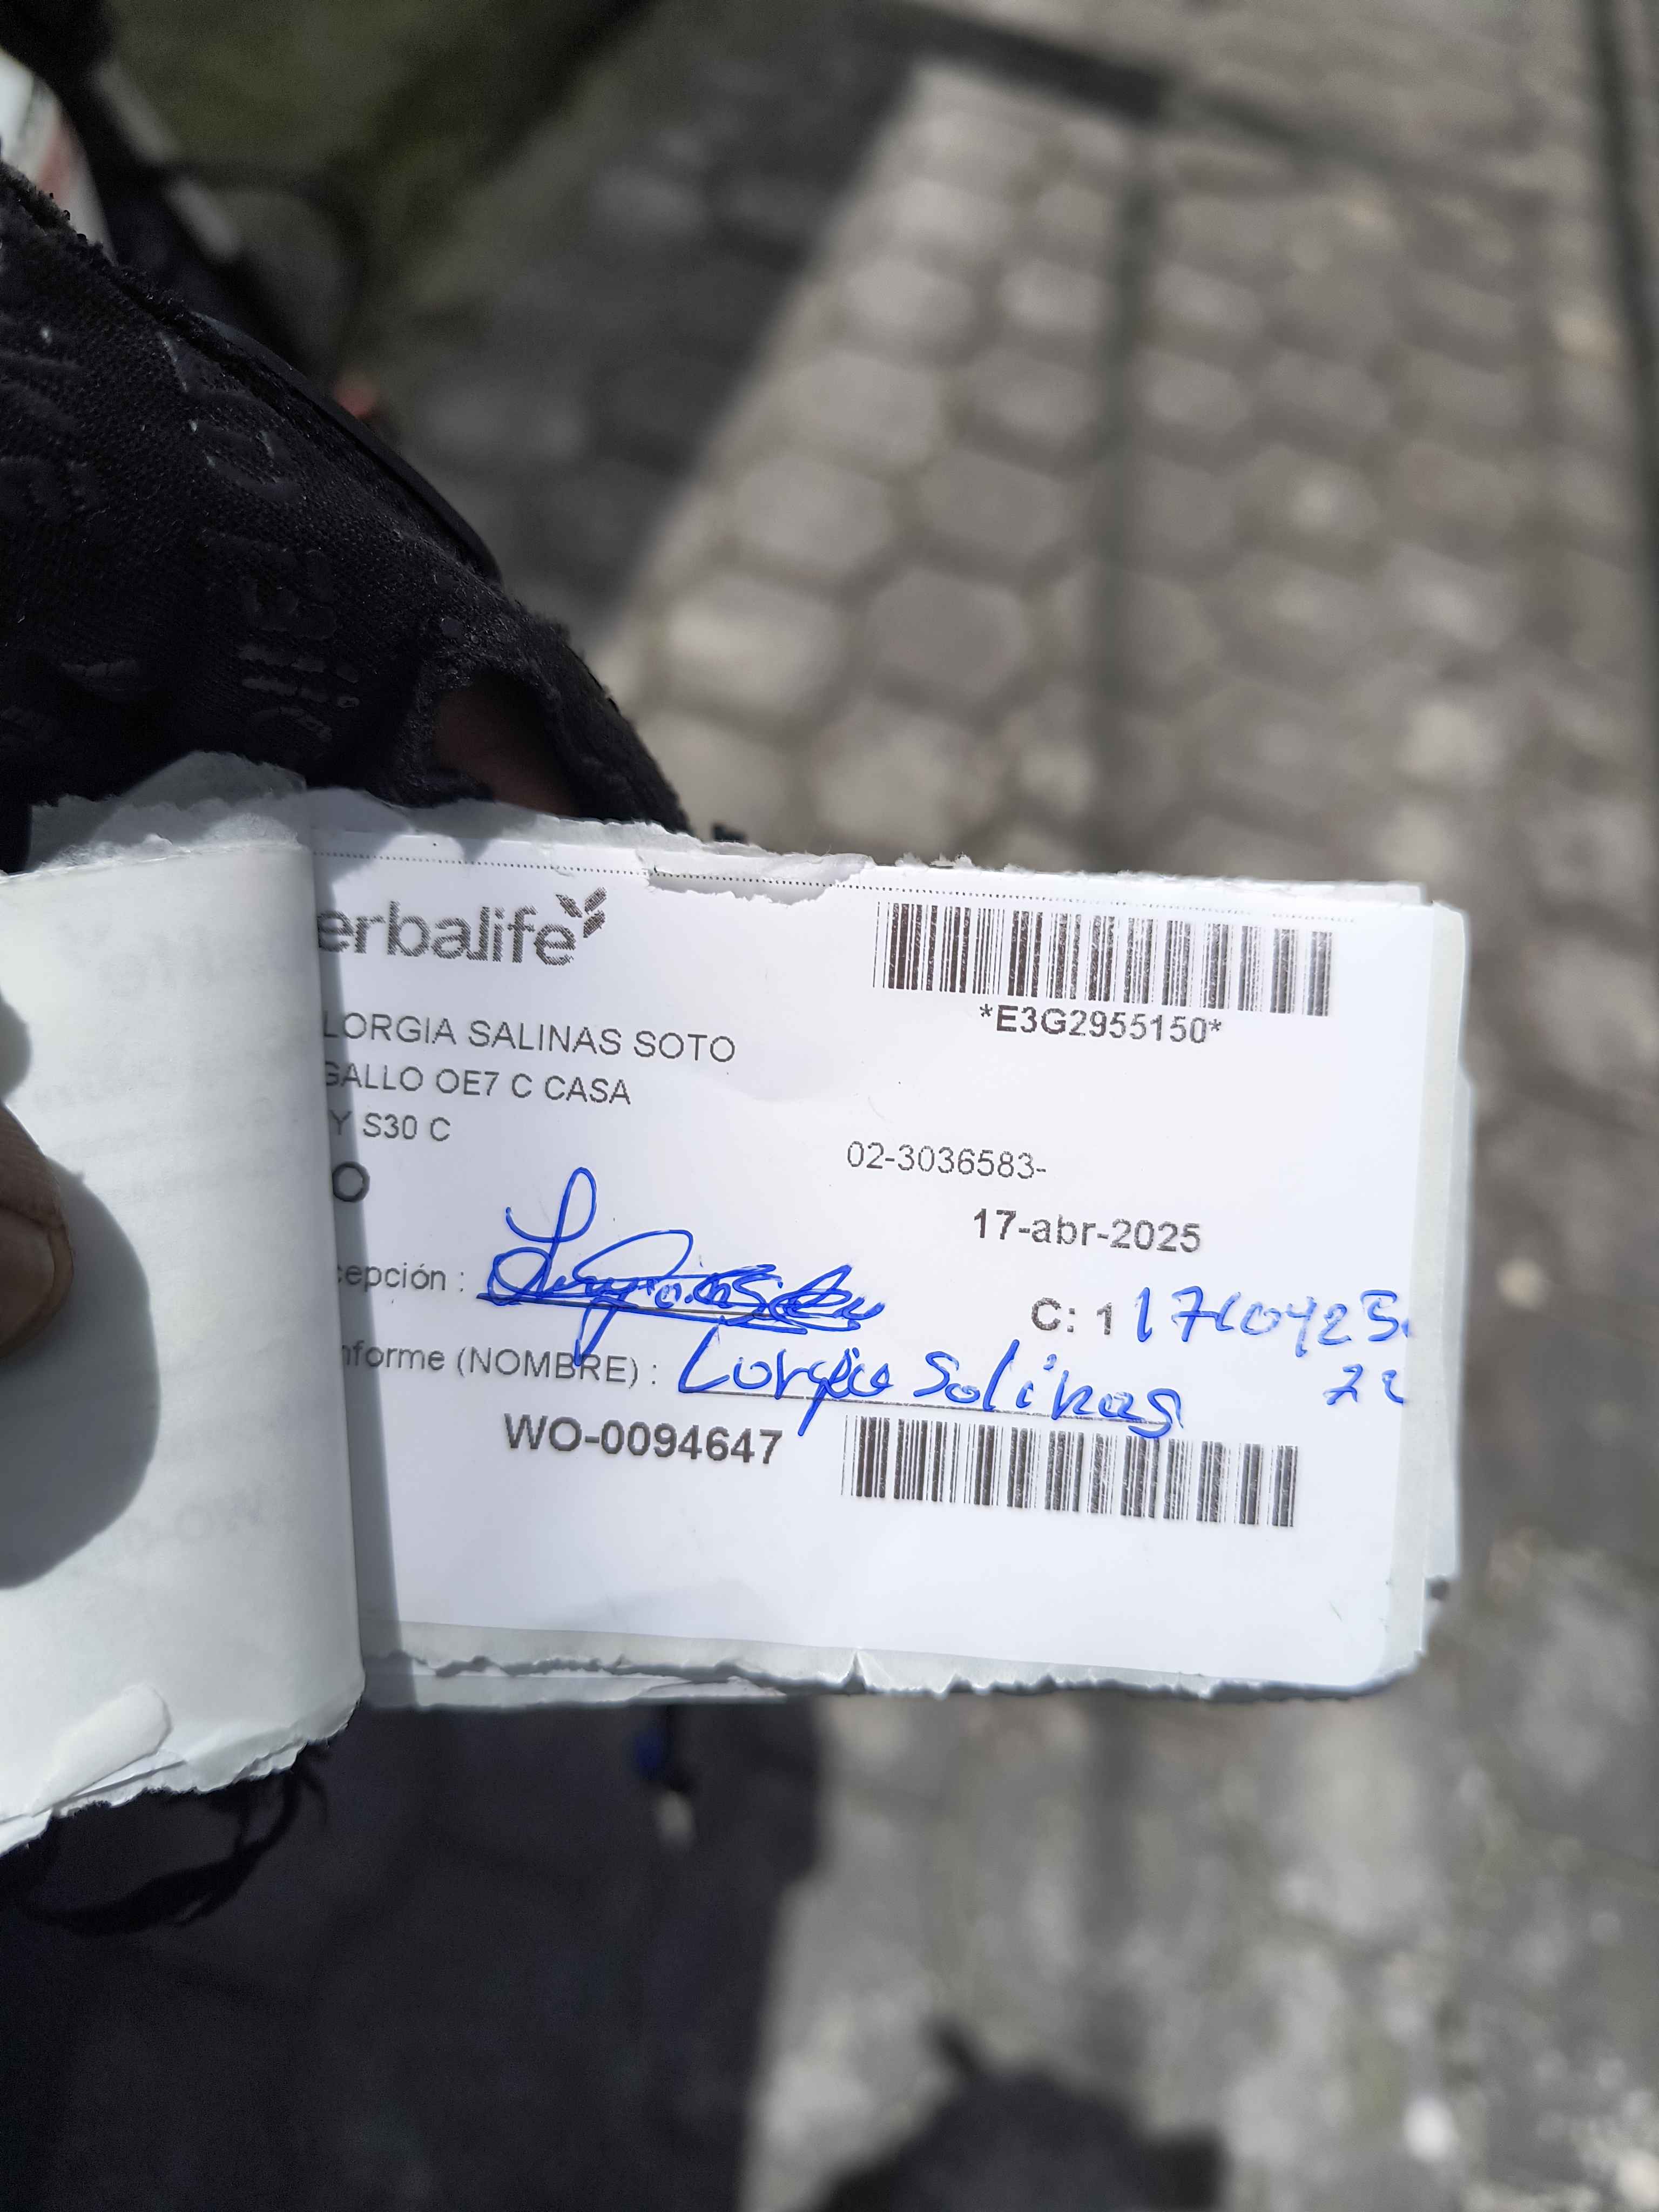 erbalife
*E3G2955150*
LORGIA SALINAS SOTO
GALLO OE7 C CASA
Y S30 C
02-3036583-
O
17-abr-2025
cepción :
C: 1
nforme (NOMBRE) : Lorgia Salinas
WO-0094647